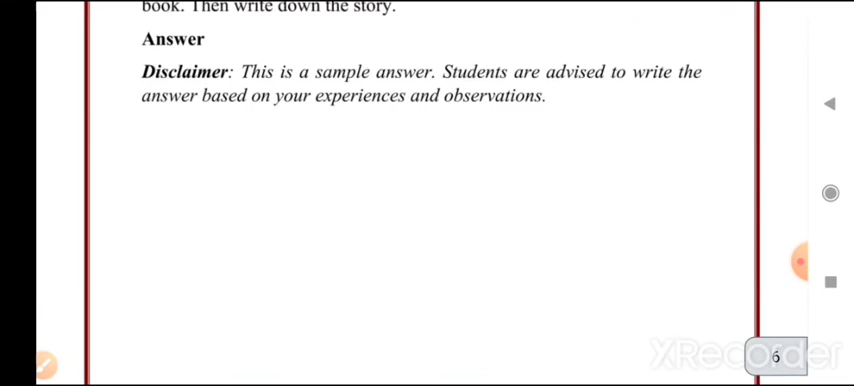 book. Then write down the story.
Answer
Disclaimer: This is a sample answer. Students are advised to write the
answer based on your experiences and observations.
XRecorder
6